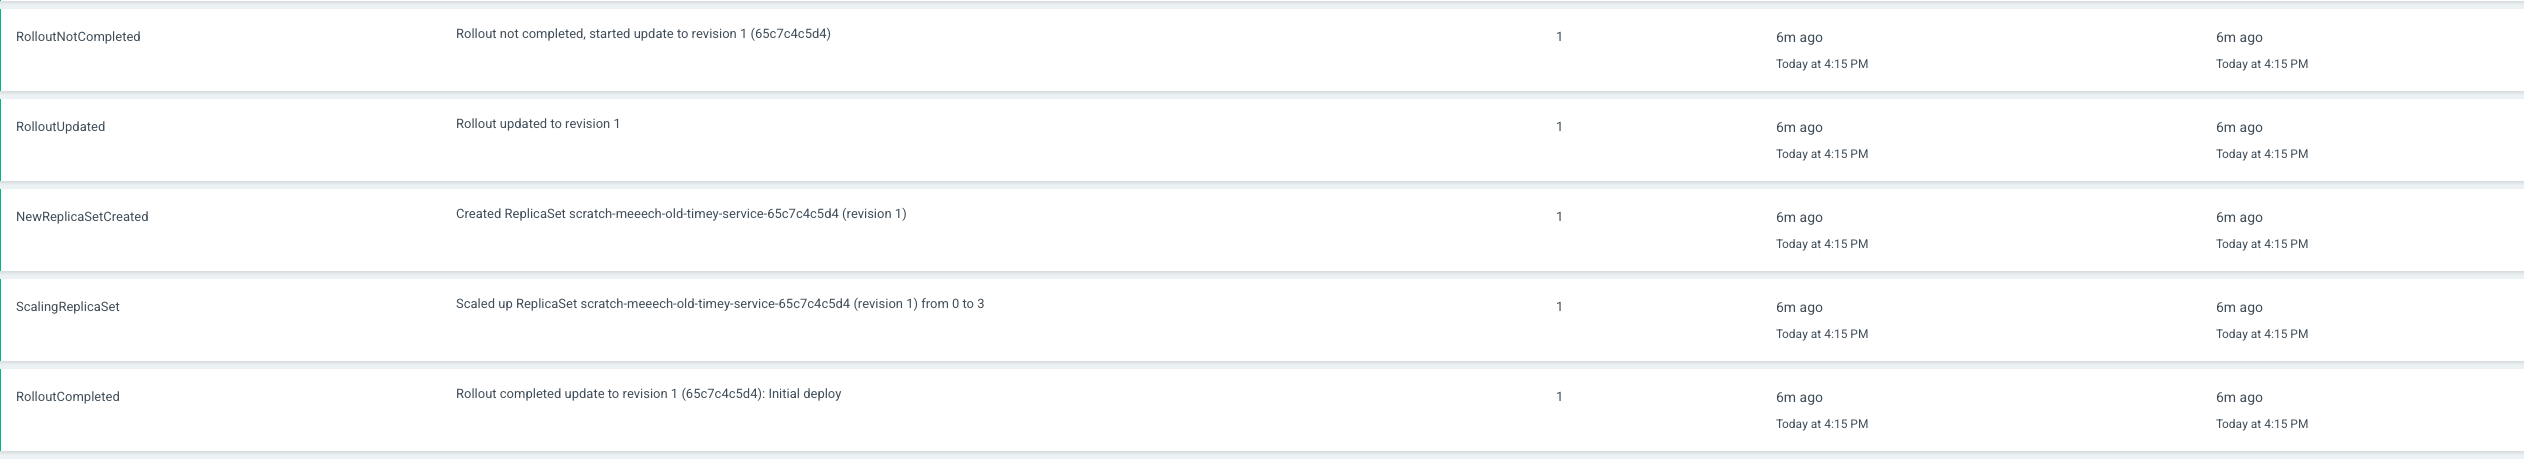 RolloutNotCompleted Rollout not completed, started update to revision 1 (65c7c4c5d4) 1 6m ago 6m ago
Today at 4:15 PM Today at 4:15 PM
RolloutUpdated Rollout updated to revision 1 1 6m ago 6m ago
Today at 4:15 PM Today at 4:15 PM
NewReplicaSetCreated Created ReplicaSet scratch-meeech-old-timey-service-65c7c4c5d4 (revision 1) 1 6m ago 6m ago
Today at 4:15 PM Today at 4:15 PM
ScalingReplicaSet Scaled up ReplicaSet scratch-meeech-old-timey-service-65c7c4c5d4 (revision 1) from 0 to 3 1 6m ago 6m ago
Today at 4:15 PM Today at 4:15 PM
RolloutCompleted Rollout completed update to revision 1 (65c7c4c5d4): Initial deploy 1 6m ago 6m ago
Today at 4:15 PM Today at 4:15 PM